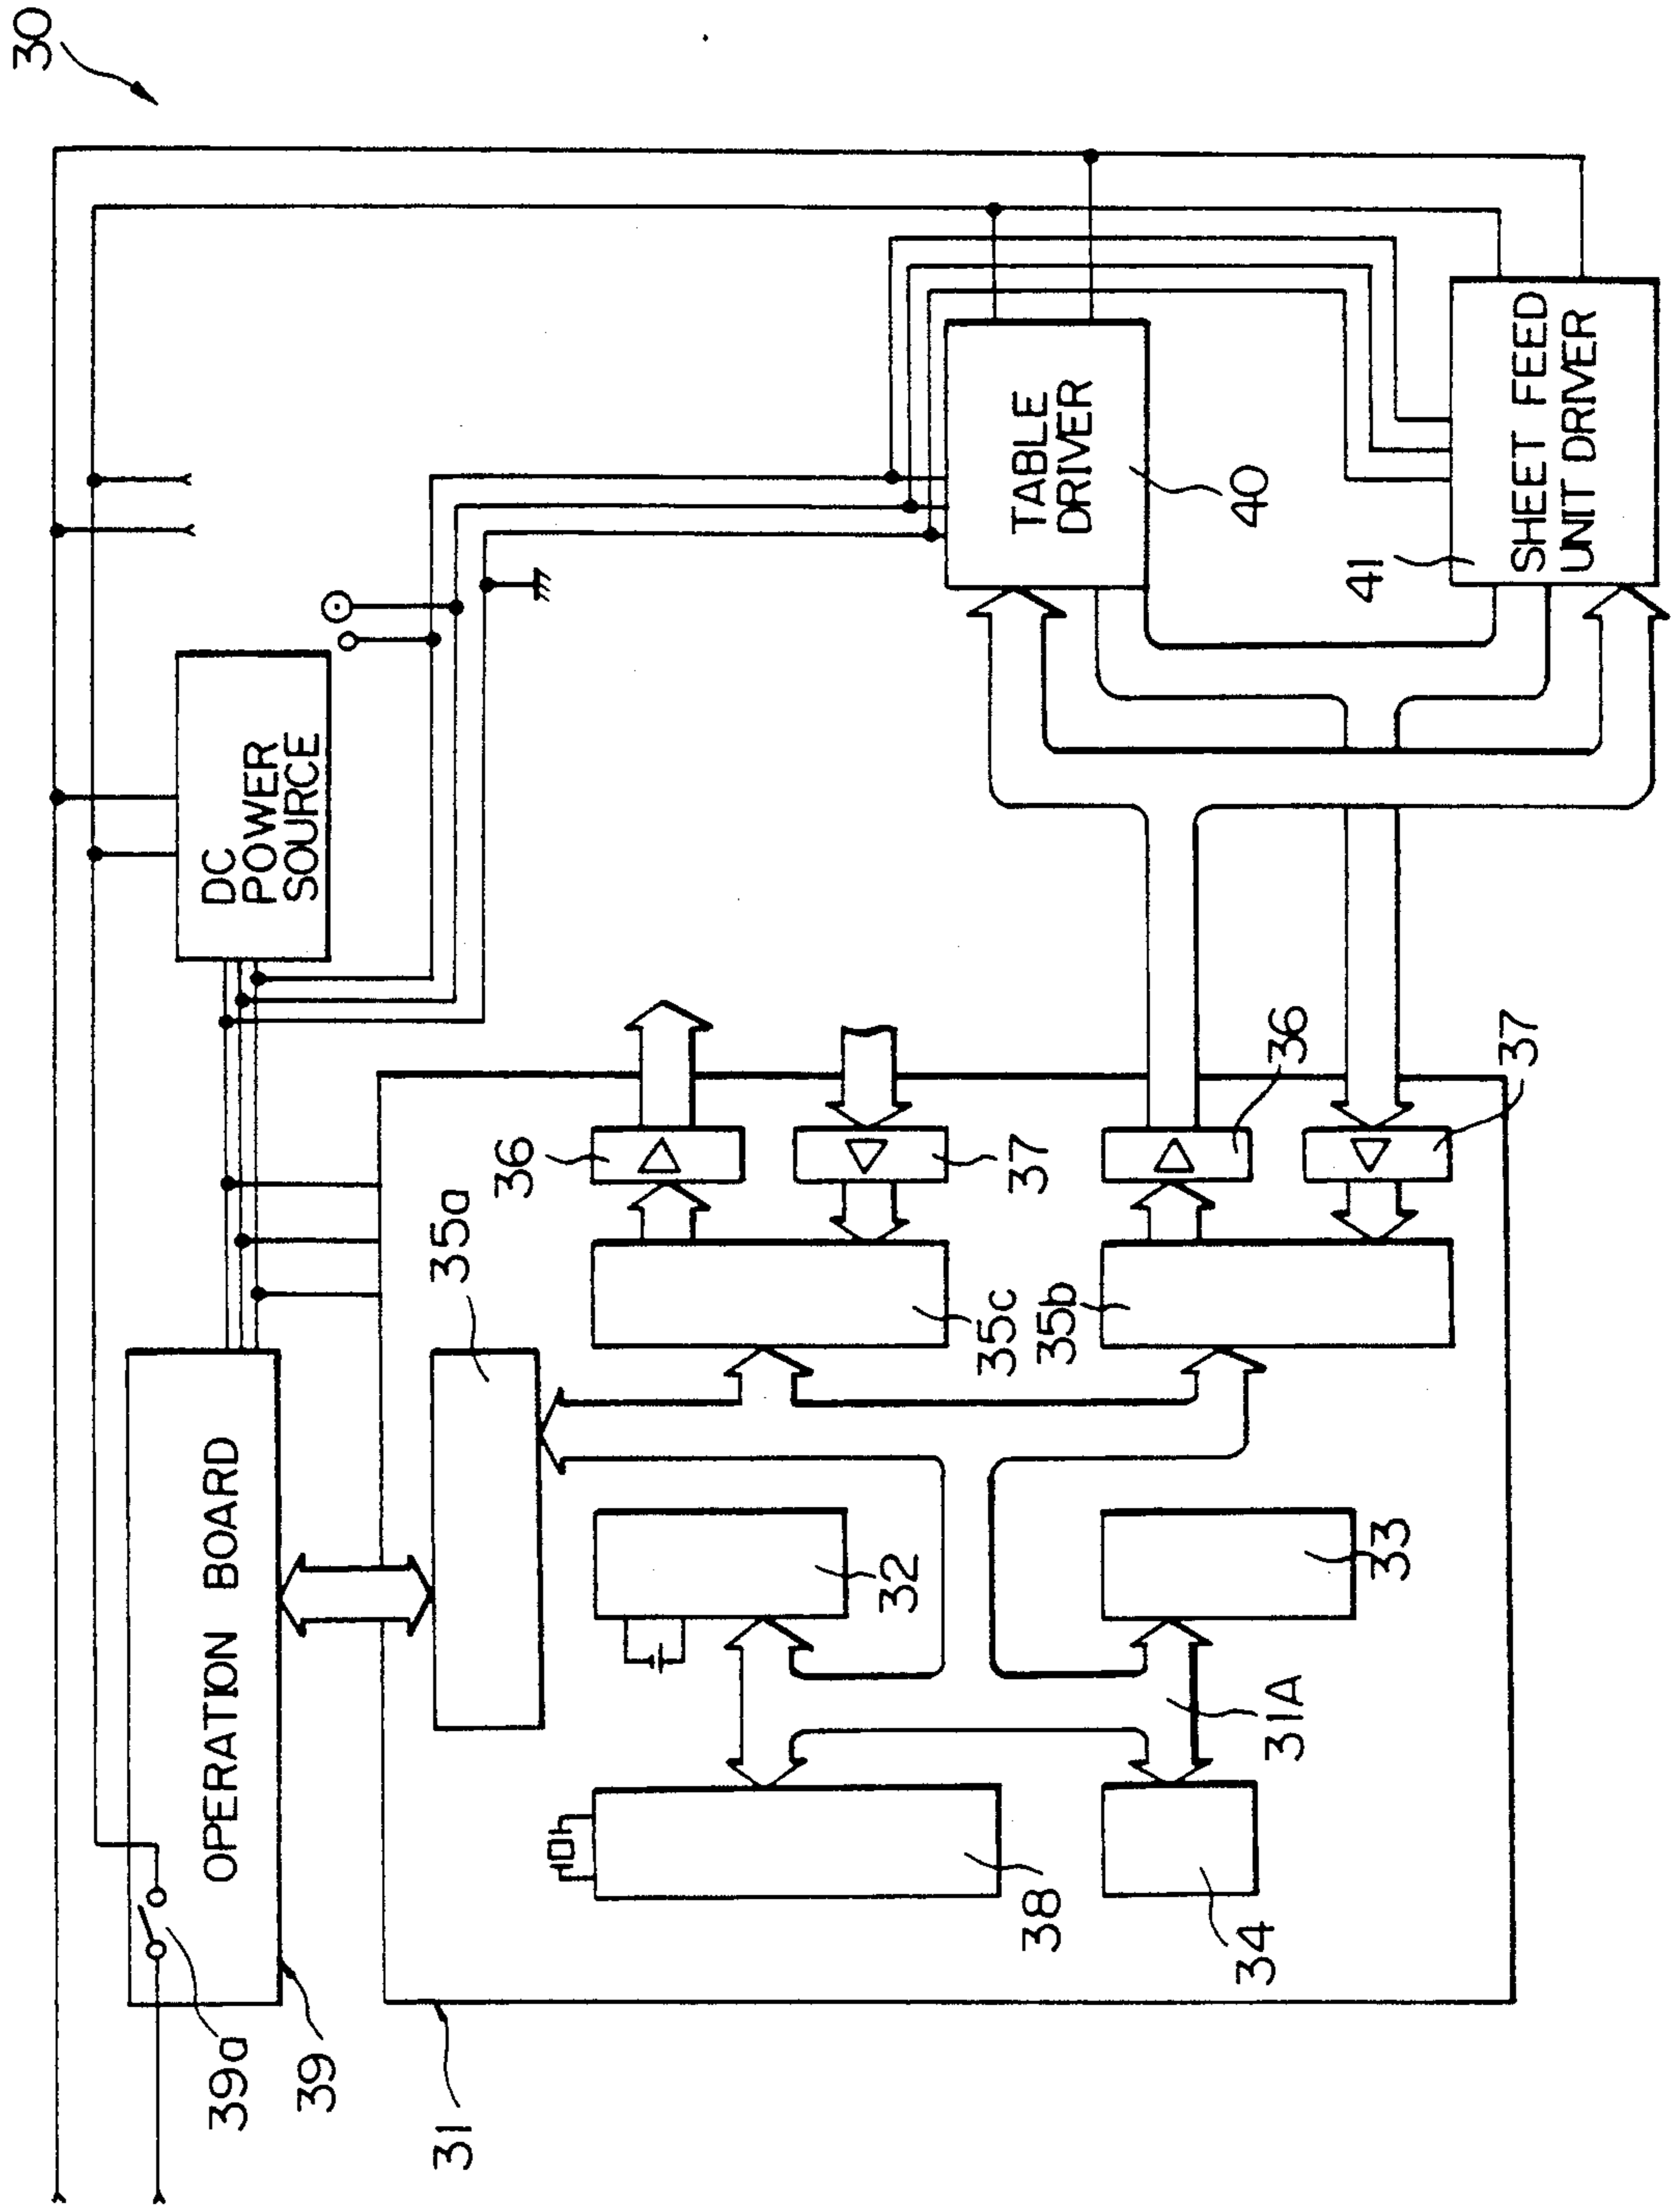 30
39a
39
OPERATION BOARD
DC
POWER
SOURCE
31
35a
36
37
36
37
35c
35b
32
33
38
34
31A
TABLE
DRIVER
40
41
SHEET FEED
UNIT DRIVER